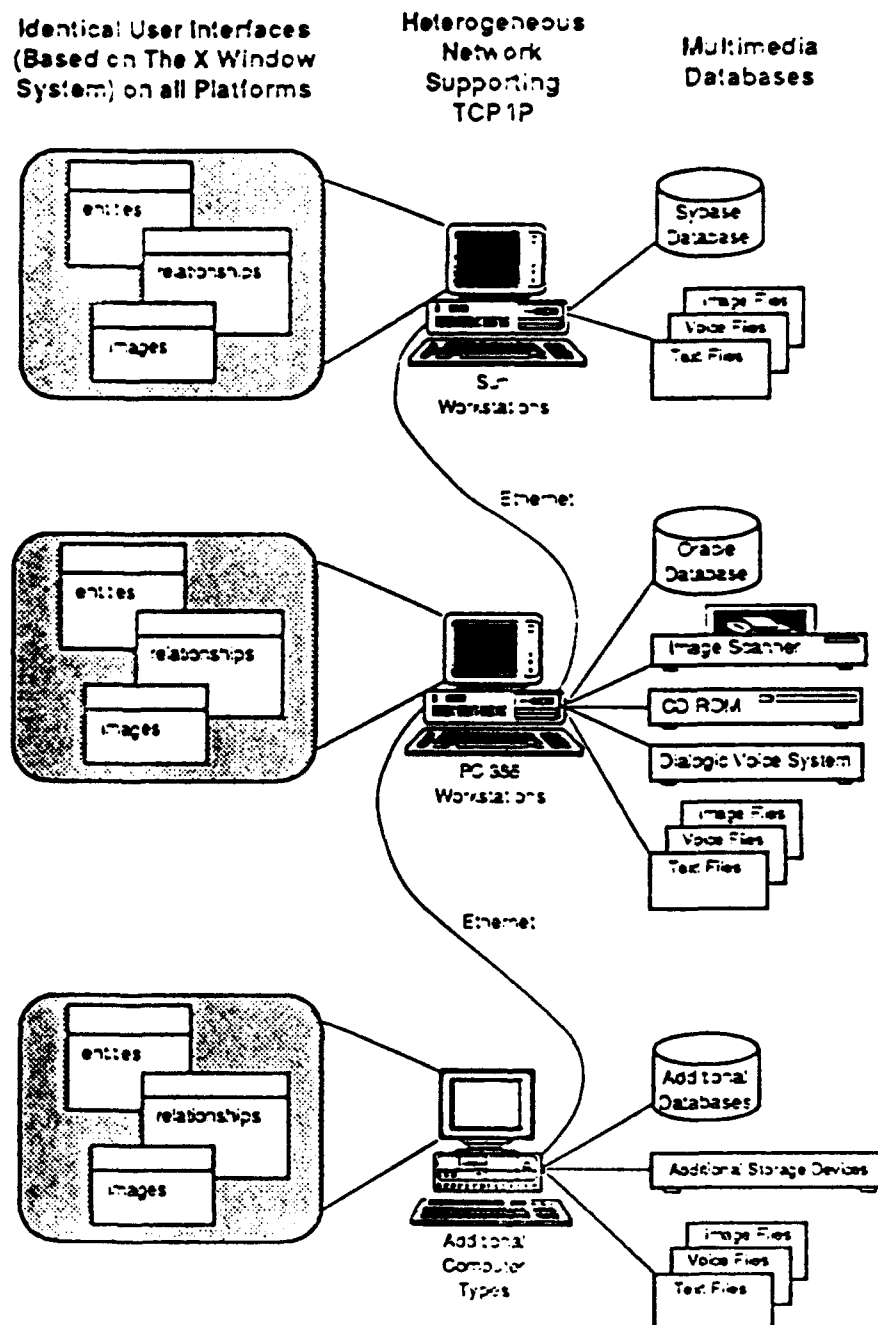 Identical User Interfaces
(Based on The X Window
System) on all Platforms
Heterogeneous
Network
Supporting
TCP IP
Multimedia
Databases
entities
relationships
images
Sun
Workstations
Sybase
Database
Image Files
Voice Files
Text Files
Ethernet
entities
relationships
images
PC 386
Workstations
Oracle
Database
Image Scanner
CD ROM
Dialogic Voice System
Image Files
Voice Files
Text Files
Ethernet
entities
relationships
images
Additional
Computer
Types
Additional
Databases
Additional Storage Devices
Image Files
Voice Files
Text Files